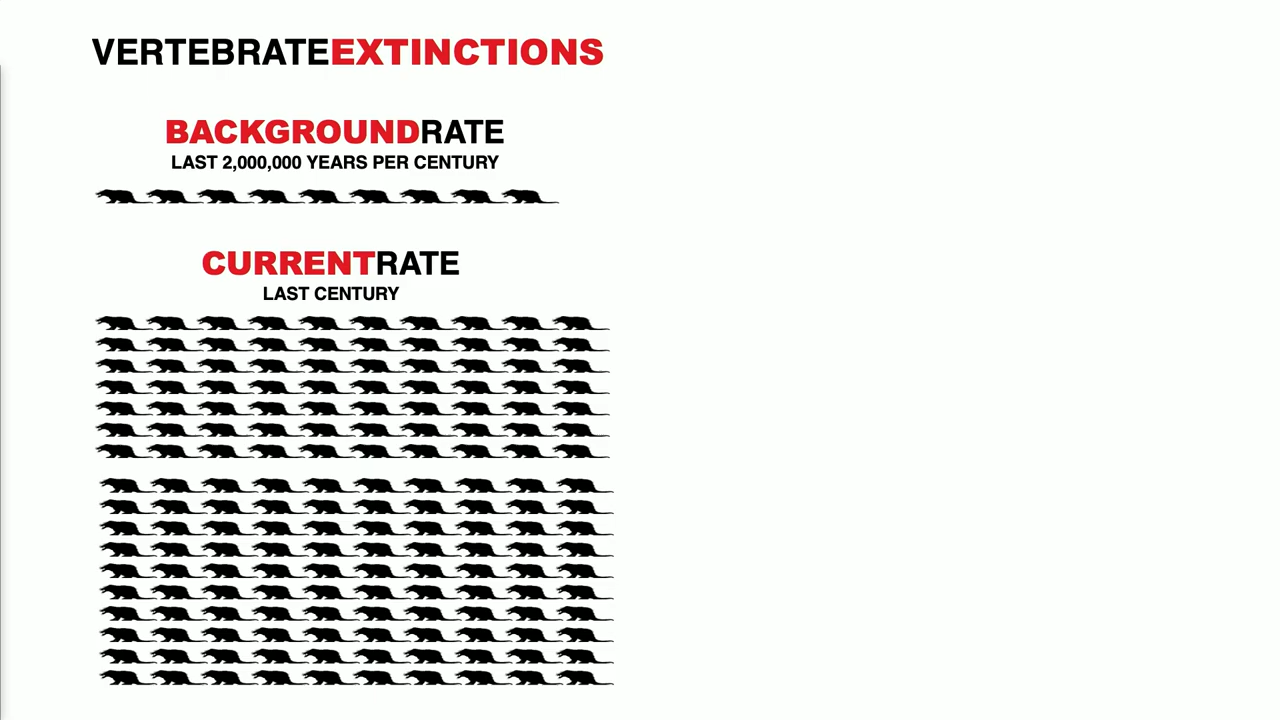 VERTEBRATEEXTINCTIONS
BACKGROUNDRATE
LAST 2,000,000 YEARS PER CENTURY
CURRENTRATE
LAST CENTURY